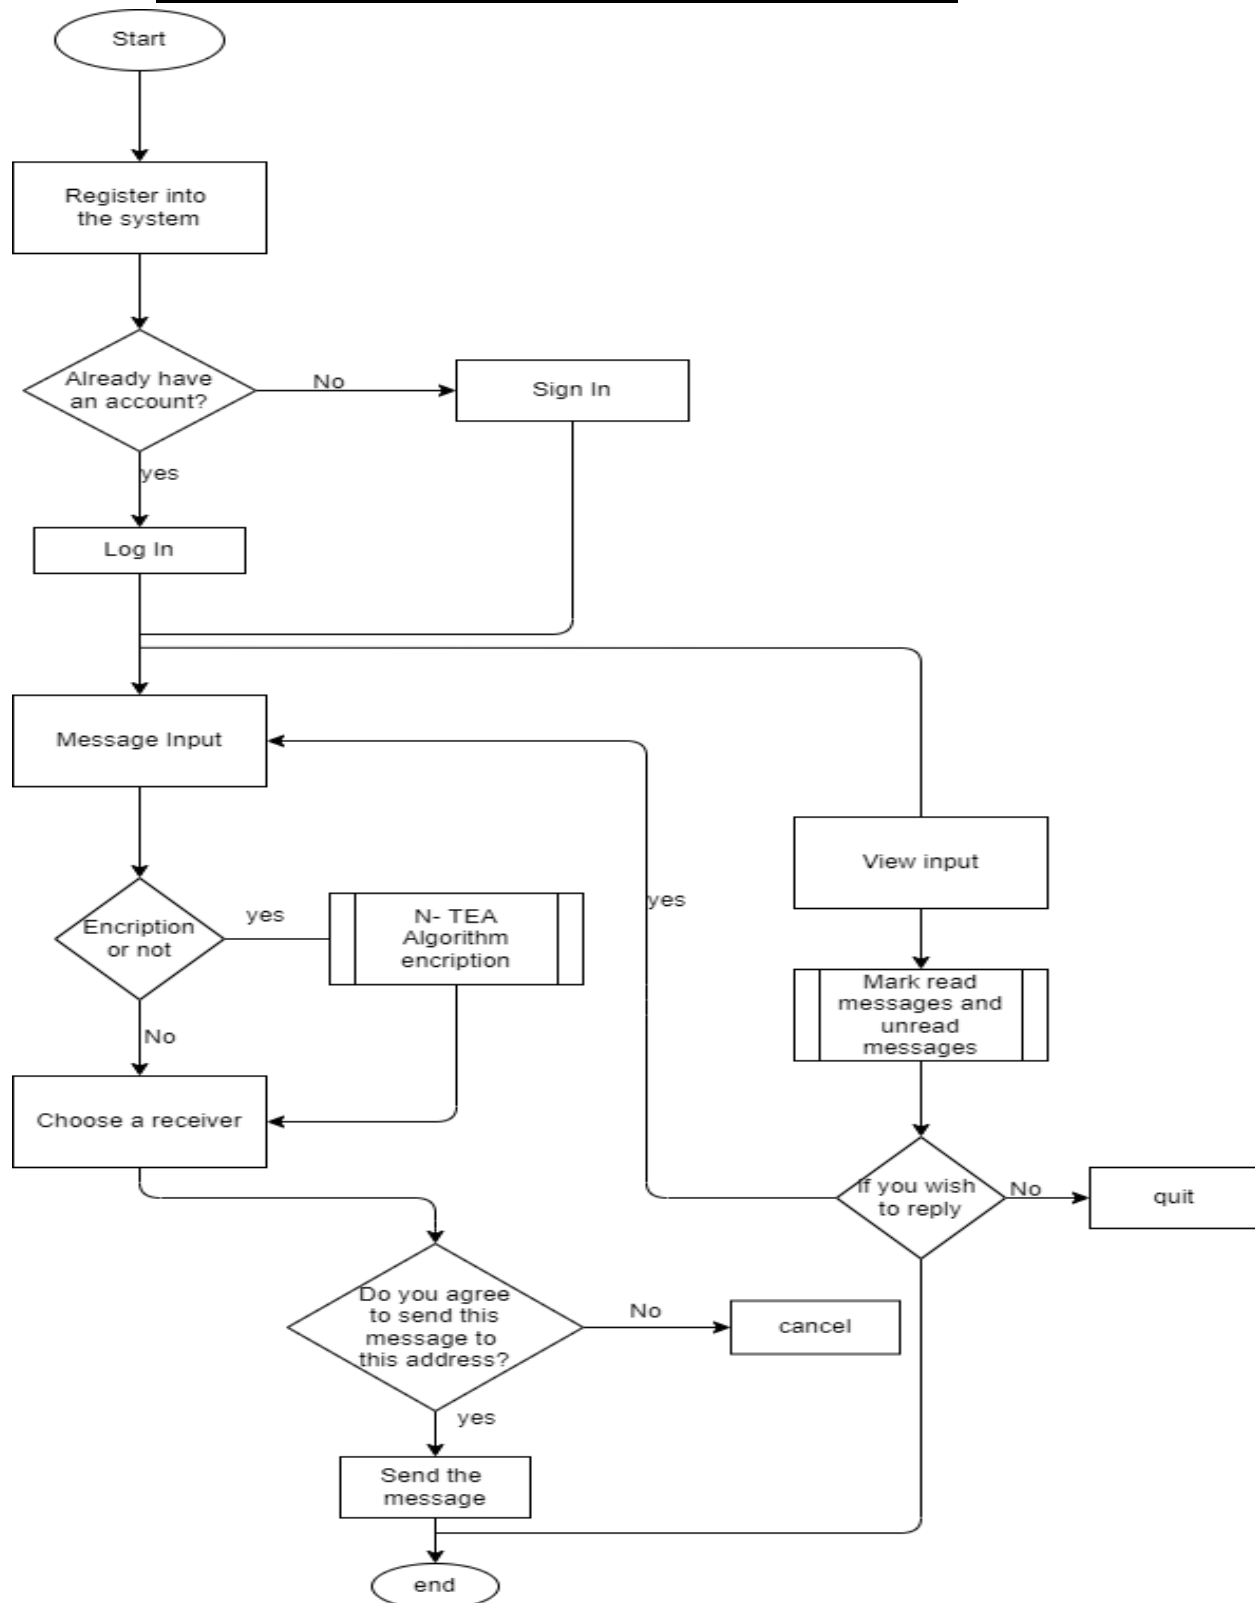 Start
Register into
the system
Already have
an account?
No
Sign In
yes
Log In
Message Input
View input
Encription
or not
yes
N- TEA
Algorithm
encription
yes
Mark read
messages and
unread
messages
No
Choose a receiver
If you wish
to reply
No
quit
Do you agree
to send this
message to
this address?
No
cancel
yes
Send the
message
end